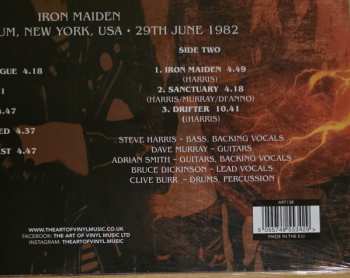 IRON MAIDEN
UM, NEW YORK, USA • 29TH JUNE 1982
SIDE TWO
GUE 4.18
1. IRON MAIDEN 4.49
(HARRIS)
2. SANCTUARY 4.18
(HARRIS/MURRAY/DI'ANNO)
3. DRIFTER 10.41
(HARRIS)
ED 4.37
ST 4.47
STEVE HARRIS - BASS, BACKING VOCALS
DAVE MURRAY - GUITARS
ADRIAN SMITH - GUITARS, BACKING VOCALS
BRUCE DICKINSON - LEAD VOCALS
CLIVE BURR - DRUMS, PERCUSSION
WWW.THEARTOFVINYLMUSIC.CO.UK
FACEBOOK: THE ART OF VINYL MUSIC LTD
INSTAGRAM: THEARTOFVINYL.MUSIC
MADE IN THE E.U